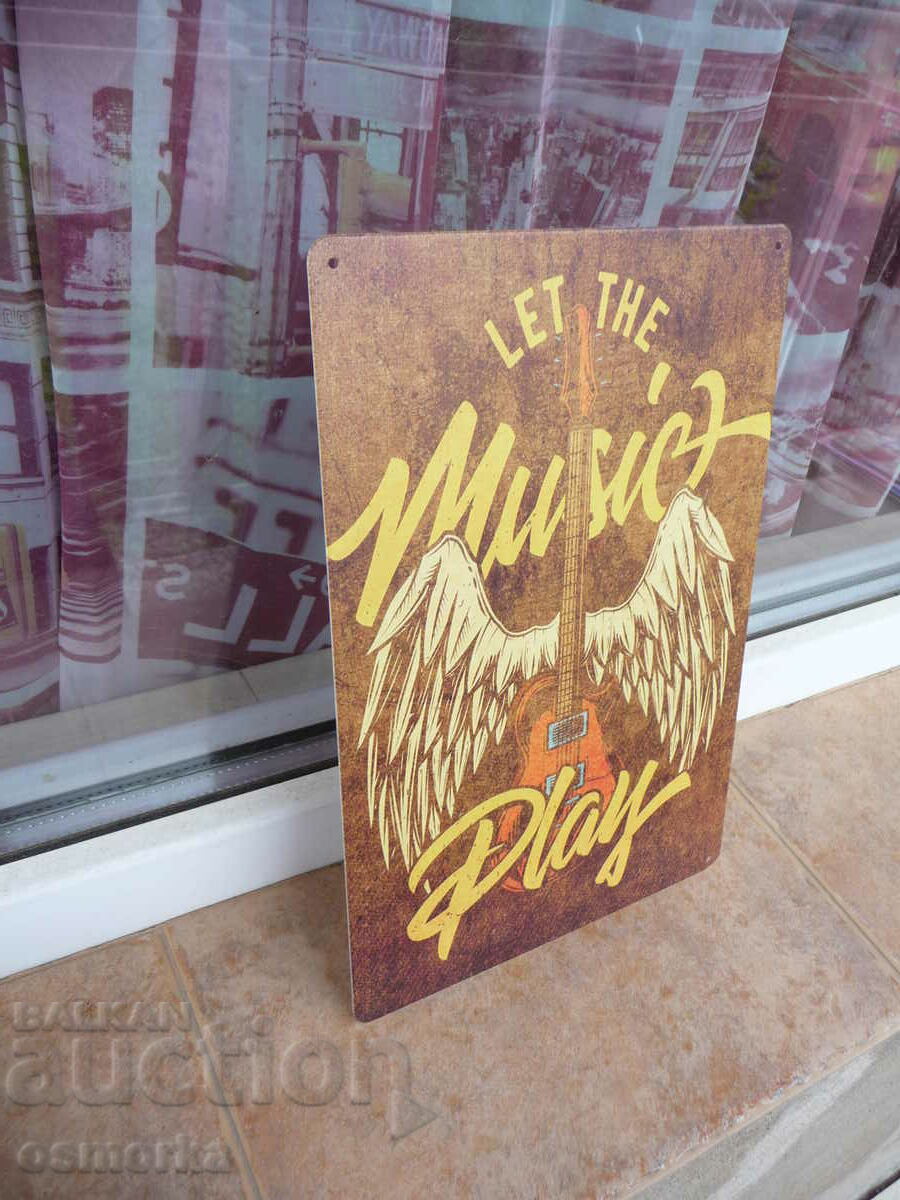 LET THE
Music
Play
BALKAN
auction
osmorka